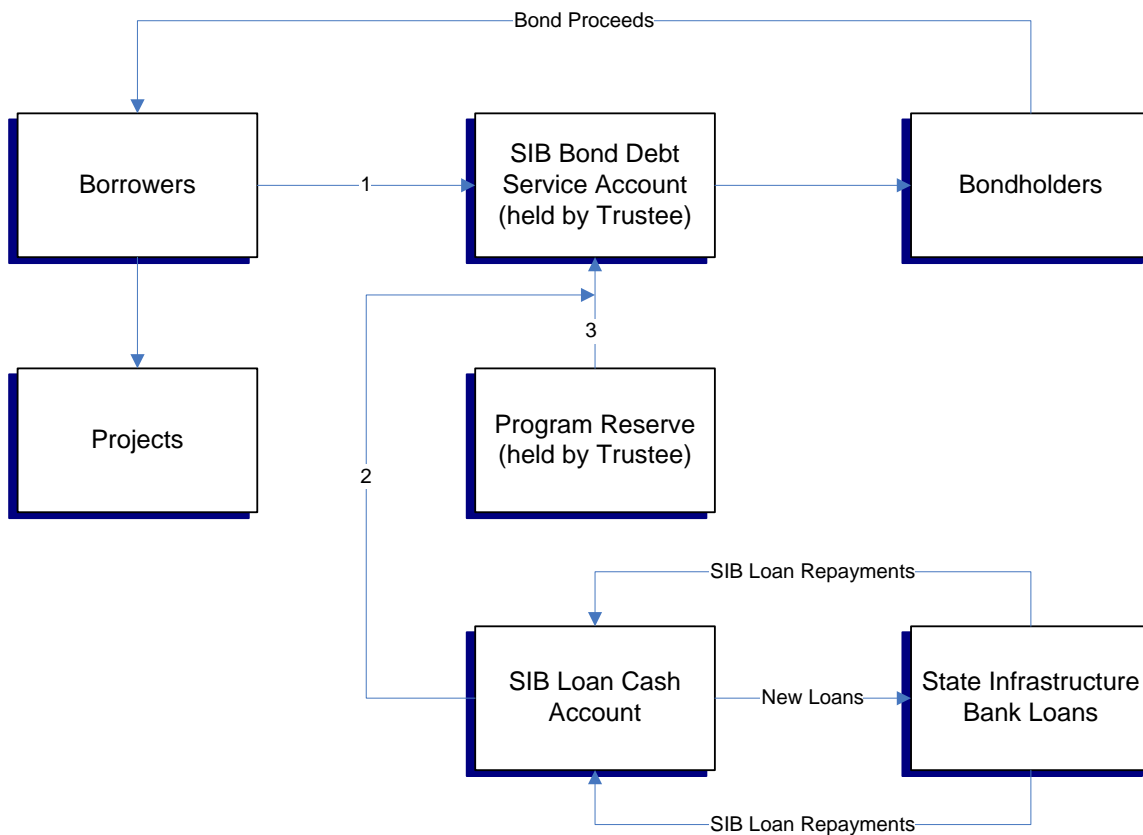 Bond Proceeds
Borrowers
1
SIB Bond Debt
Service Account
(held by Trustee)
Bondholders
3
Projects
Program Reserve
(held by Trustee)
2
SIB Loan Repayments
SIB Loan Cash
Account
New Loans
State Infrastructure
Bank Loans
SIB Loan Repayments